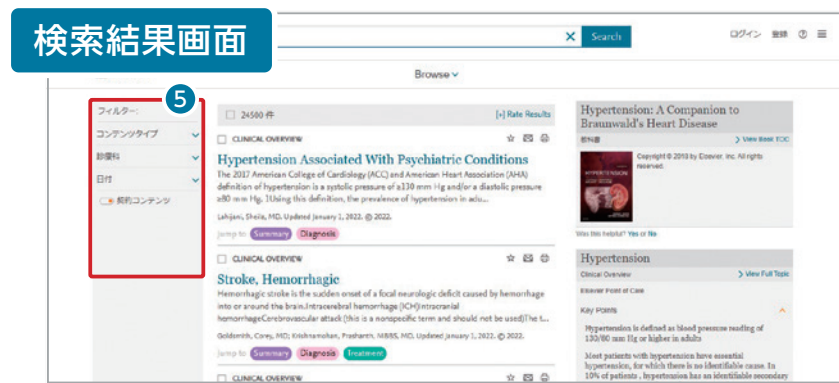 検索結果画面
Search
ログイン 登録
Browse
5
フィルター:
コンテンツタイプ
診療科
日付
契約コンテンツ
24500 件
[+] Rate Results
CLINICAL OVERVIEW
Hypertension Associated With Psychiatric Conditions
The 2017 American College of Cardiology (ACC) and American Heart Association (AHA)
definition of hypertension is a systolic pressure of ≥130 mm Hg and/or a diastolic pressure
≥80 mm Hg. 1Using this definition, the prevalence of hypertension in adu...
Lahijani, Sheila, MD. Updated January 1, 2022. © 2022.
Jump to Summary Diagnosis
CLINICAL OVERVIEW
Stroke, Hemorrhagic
Hemorrhagic stroke is the sudden onset of a focal neurologic deficit caused by hemorrhage
into or around the brain.Intracerebral hemorrhage (ICH)Intracranial
hemorrhageCerebrovascular attack (this is a nonspecific term and should not be used)The t...
Goldsmith, Corey, MD; Krishnamohan, Prashanth, MBBS, MD. Updated January 1, 2022. © 2022.
Jump to Summary Diagnosis Treatment
CLINICAL OVERVIEW
Hypertension: A Companion to
Braunwald's Heart Disease
教科書
View Book TOC
Copyright © 2018 by Elsevier, Inc. All rights
reserved.
HYPERTENSION
Was this helpful? Yes or No
Hypertension
Clinical Overview
View Full Topic
Elsevier Point of Care
Key Points
Hypertension is defined as blood pressure reading of
130/80 mm Hg or higher in adults
Most patients with hypertension have essential
hypertension, for which there is no identifiable cause. In
10% of patients , hypertension has an identifiable secondary